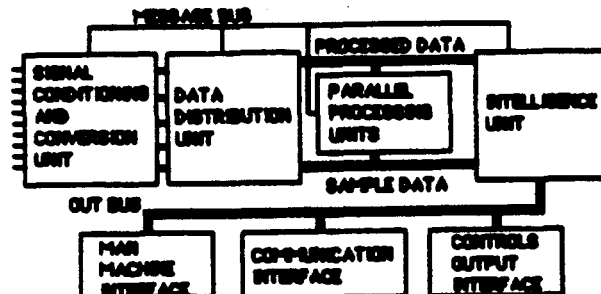 MESSAGE BUS
PROCESSED DATA
SIGNAL
CONDITIONING
AND
CONVERSION
UNIT
DATA
DISTRIBUTION
UNIT
PARALLEL
PROCESSING
UNITS
INTELLIGENCE
UNIT
SAMPLE DATA
OUT BUS
MAN
MACHINE
INTERFACE
COMMUNICATION
INTERFACE
CONTROLS
OUTPUT
INTERFACE